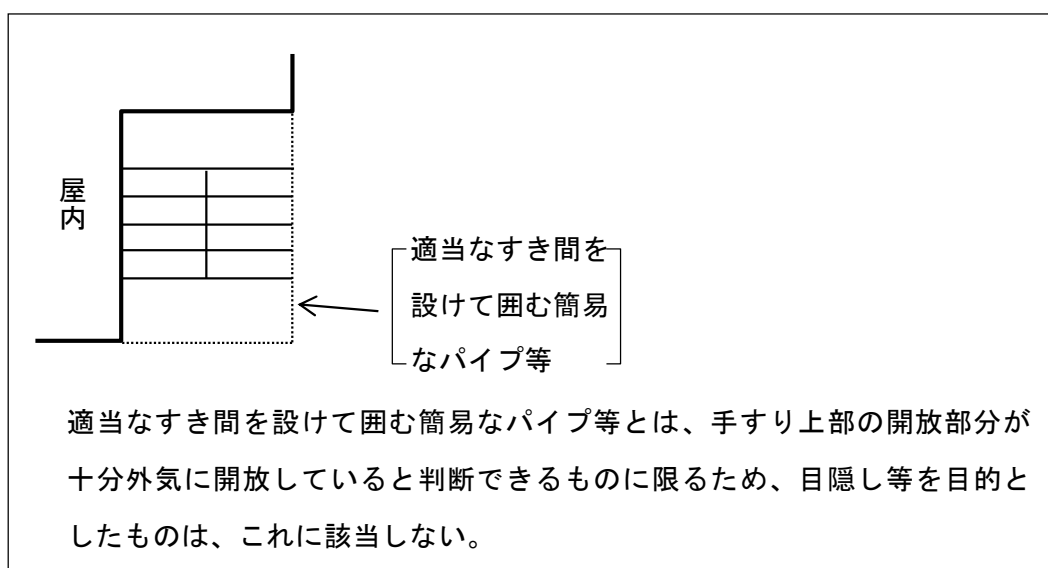 屋内
適当なすき間を
設けて囲む簡易
なパイプ等
適当なすき間を設けて囲む簡易なパイプ等とは、手すり上部の開放部分が
十分外気に開放していると判断できるものに限るため、目隠し等を目的と
したものは、これに該当しない。